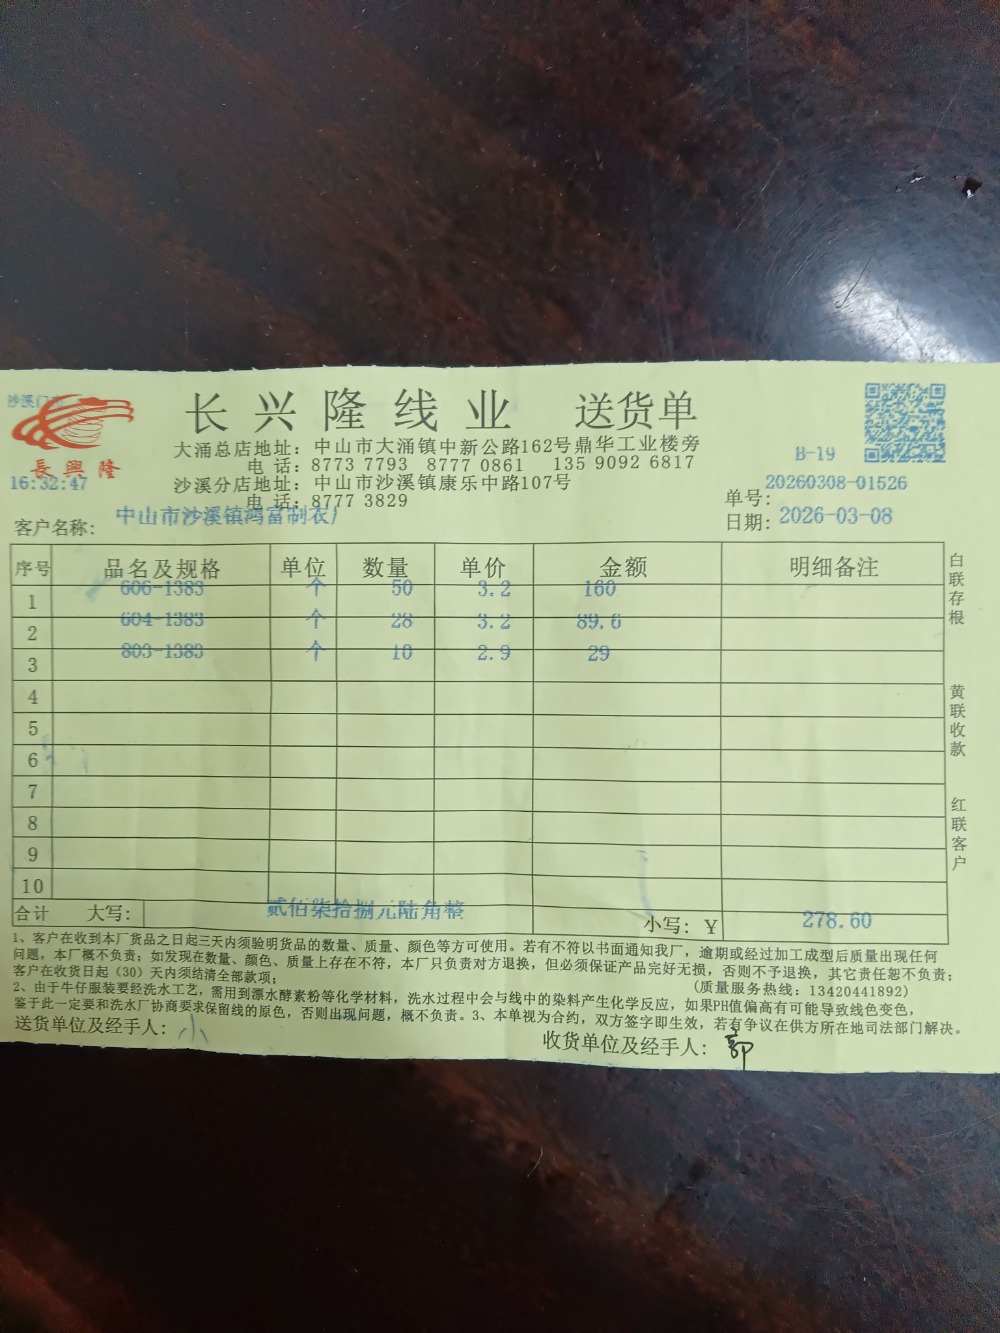 沙溪门市
長興隆
16:32:47
长兴隆线业 送货单
大涌总店地址：中山市大涌镇中新公路162号鼎华工业楼旁
电话：8773 7793 8777 0861 135 9092 6817
B-19
沙溪分店地址：中山市沙溪镇康乐中路107号
电话：8777 3829
单号：20260308-01526
客户名称：中山市沙溪镇鸿富制衣厂
日期：2026-03-08
序号 品名及规格 单位 数量 单价 金额 明细备注
1 606-1383 个 50 3.2 160
2 604-1383 个 28 3.2 89.6
3 803-1383 个 10 2.9 29
4
5
6
7
8
9
10
合计 大写：贰佰柒拾捌元陆角整 小写：￥ 278.60
白联存根 黄联收款 红联客户
1、客户在收到本厂货品之日起三天内须验明货品的数量、质量、颜色等方可使用。若有不符以书面通知我厂，逾期或经过加工成型后质量出现任何
问题，本厂概不负责；如发现在数量、颜色、质量上存在不符，本厂只负责对方退换，但必须保证产品完好无损，否则不予退换，其它责任恕不负责；
客户在收货日起（30）天内须结清全部款项；
(质量服务热线：13420441892)
2、由于牛仔服装要经洗水工艺，需用到漂水酵素粉等化学材料，洗水过程中会与线中的染料产生化学反应，如果PH值偏高有可能导致线色变色，
鉴于此一定要和洗水厂协商要求保留线的原色，否则出现问题，概不负责。3、本单视为合约，双方签字即生效，若有争议在供方所在地司法部门解决。
送货单位及经手人：小
收货单位及经手人：郭